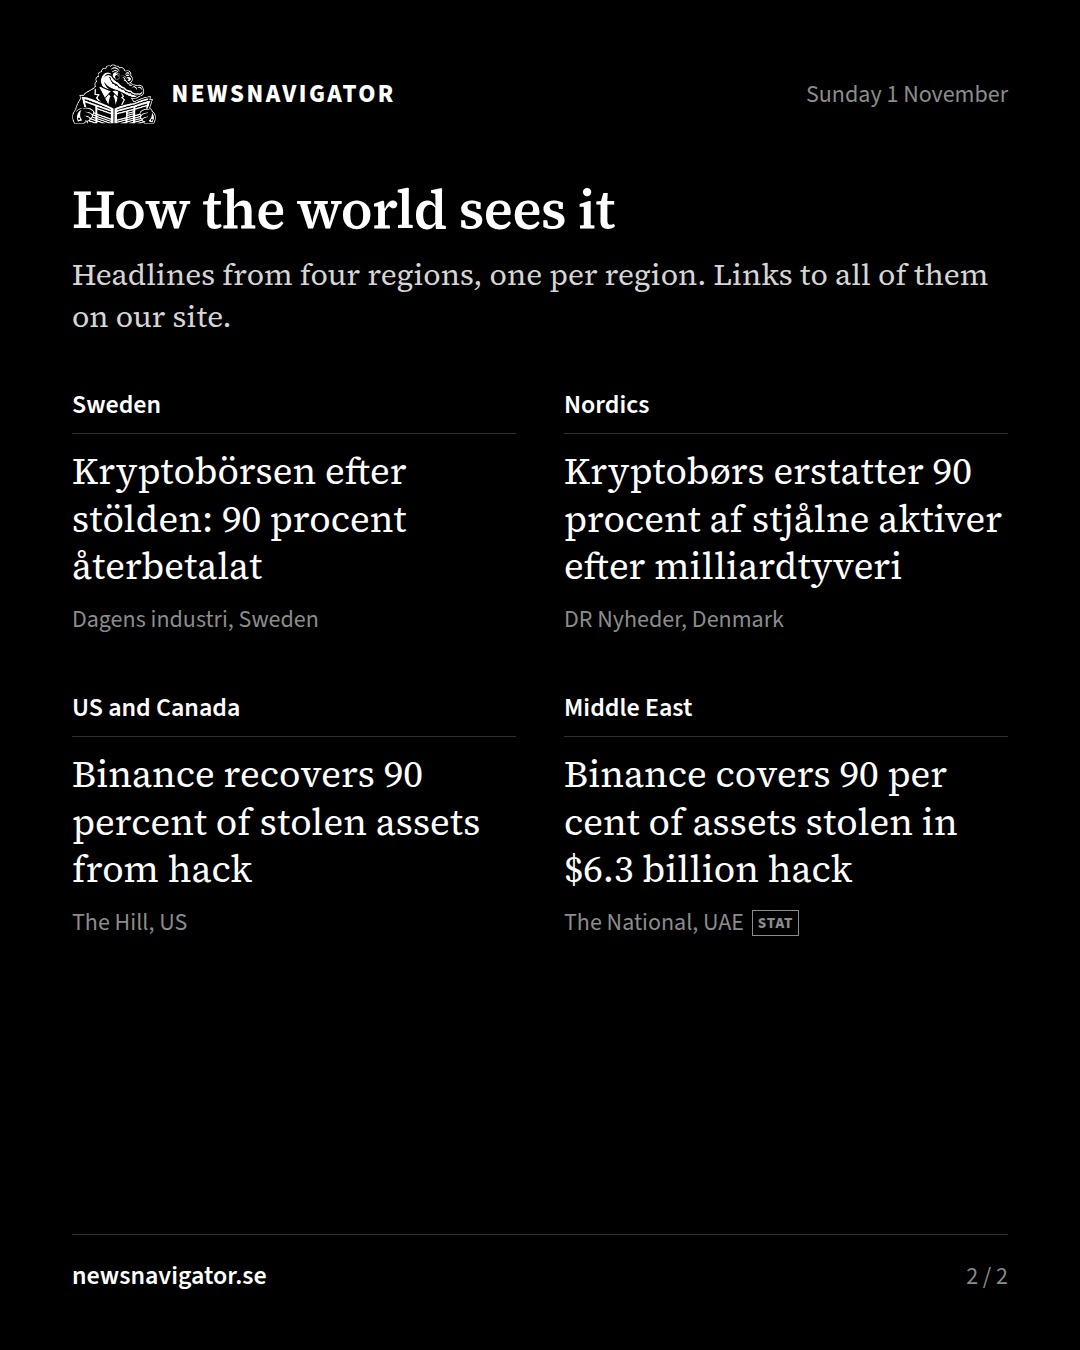 NEWSNAVIGATOR
Sunday 1 November
How the world sees it
Headlines from four regions, one per region. Links to all of them
on our site.
Sweden
Kryptobörsen efter
stölden: 90 procent
återbetalat
Dagens industri, Sweden
Nordics
Kryptobørs erstatter 90
procent af stjålne aktiver
efter milliardtyveri
DR Nyheder, Denmark
US and Canada
Binance recovers 90
percent of stolen assets
from hack
The Hill, US
Middle East
Binance covers 90 per
cent of assets stolen in
$6.3 billion hack
The National, UAE STAT
newsnavigator.se
2 / 2